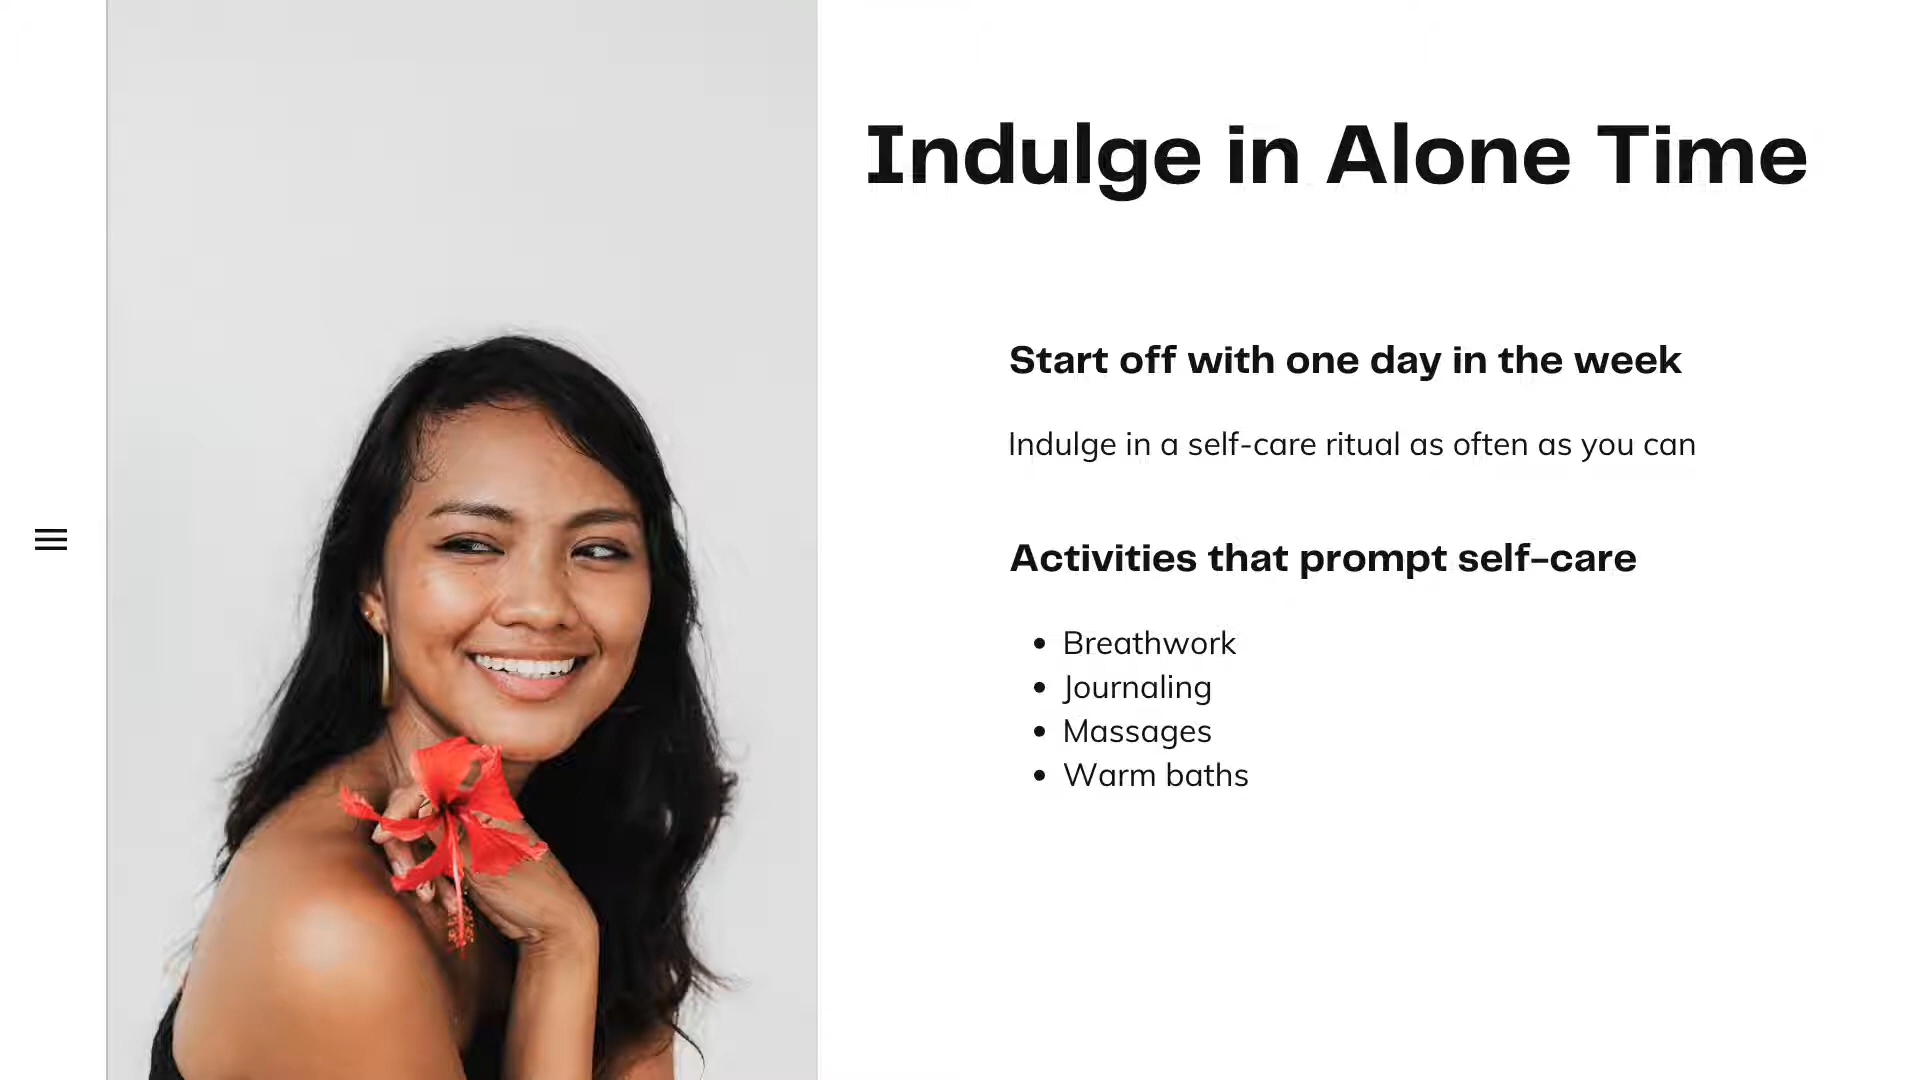 Indulge in Alone Time
Start off with one day in the week
Indulge in a self-care ritual as often as you can
Activities that prompt self-care
• Breathwork
• Journaling
• Massages
• Warm baths